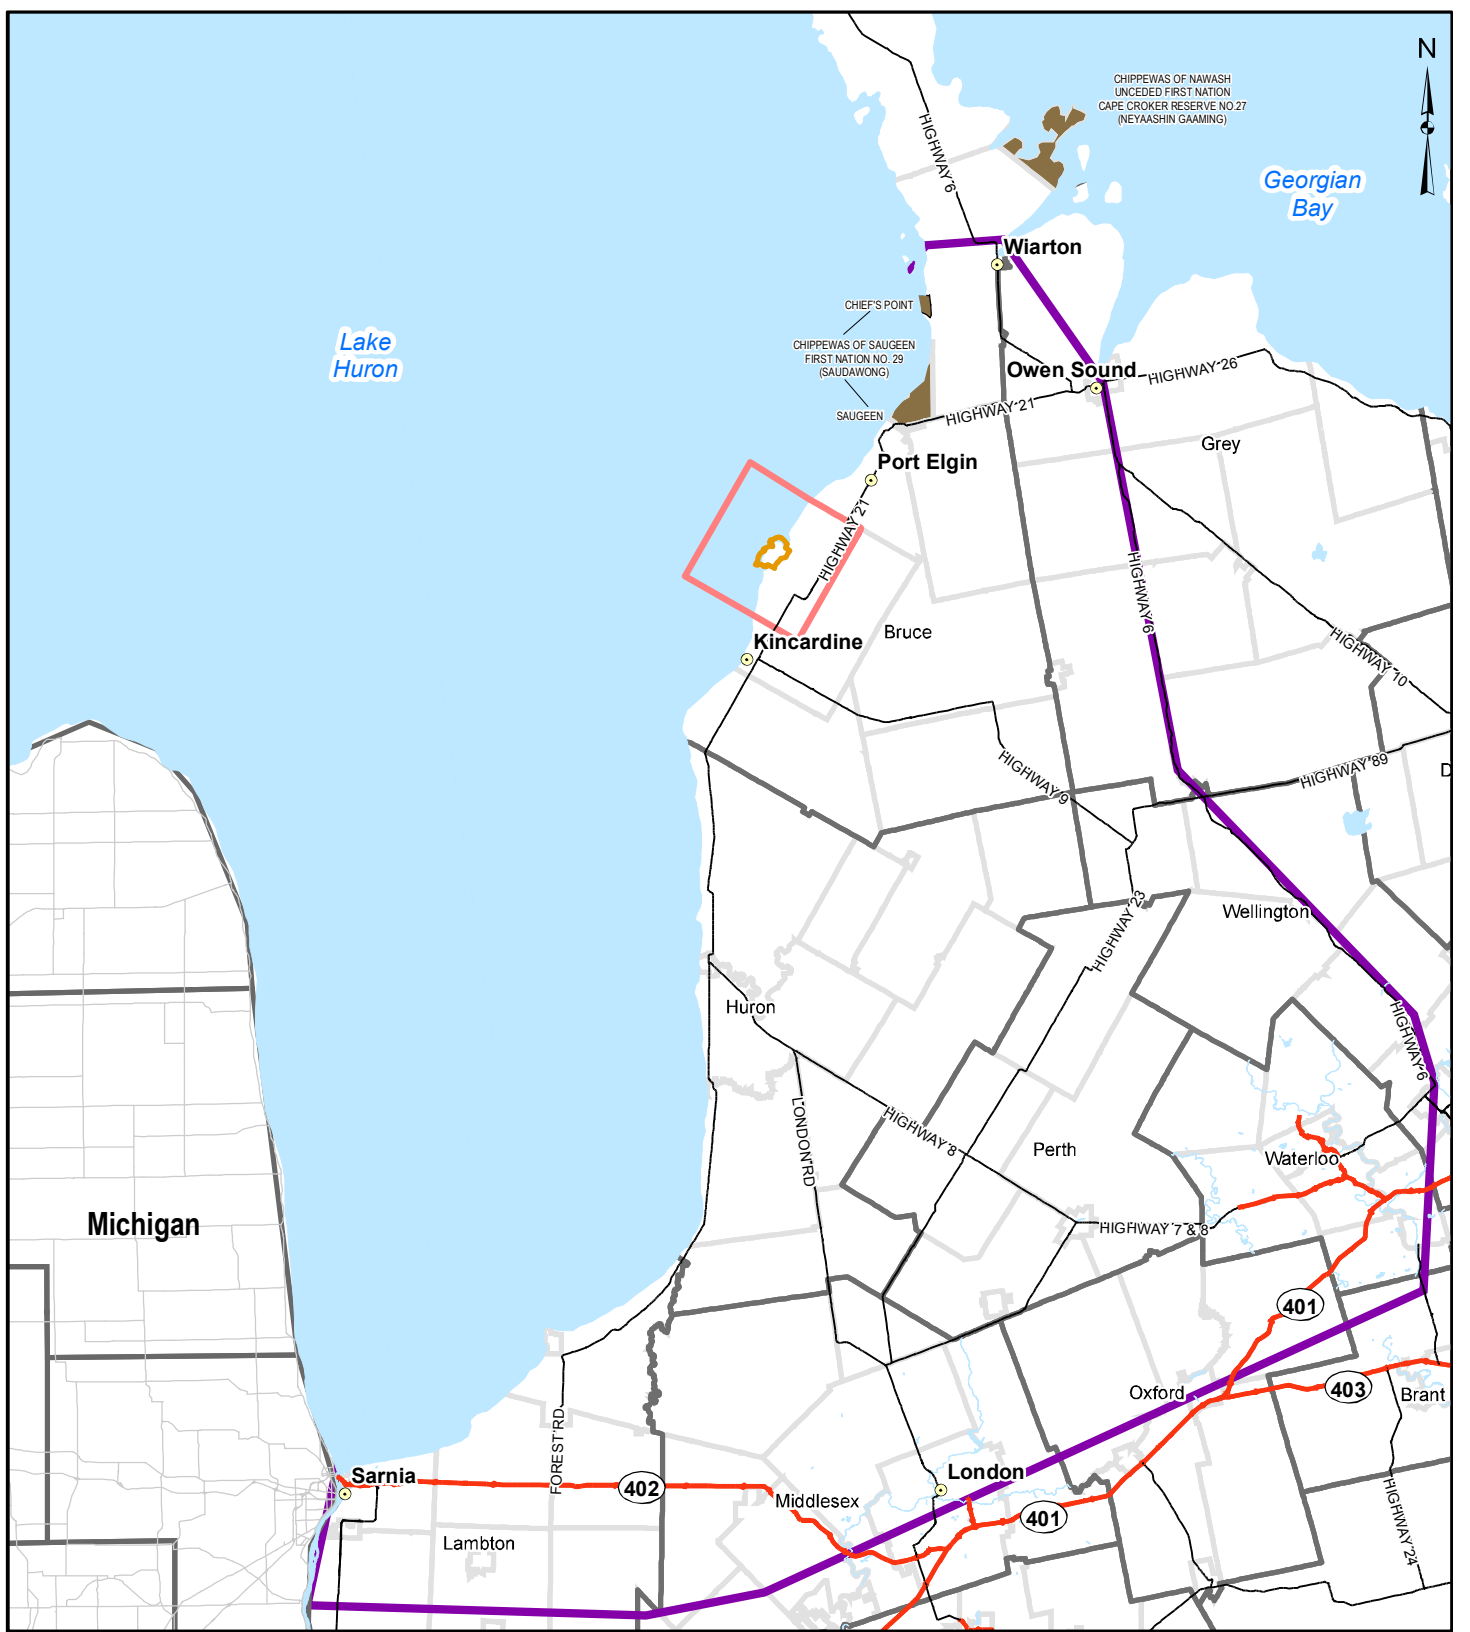 N
CHIPPEWAS OF NAWASH
UNCEDED FIRST NATION
CAPE CROKER RESERVE NO.27
(NEYAASHIN GAAMING)
HIGHWAY 6
Georgian
Bay
Wiarton
CHIEF'S POINT
Lake
Huron
CHIPPEWAS OF SAUGEEN
FIRST NATION NO. 29
(SAUDAWONG)
Owen Sound
HIGHWAY 26
SAUGEEN
HIGHWAY 21
Grey
Port Elgin
HIGHWAY 21
HIGHWAY 6
Bruce
Kincardine
HIGHWAY 10
HIGHWAY 9
HIGHWAY 89
D
Wellington
HIGHWAY 23
Huron
HIGHWAY 6
LONDON RD
HIGHWAY 8
Perth
Waterloo
Michigan
HIGHWAY 7 & 8
401
Oxford
403
Brant
FOREST RD
Sarnia
402
London
Middlesex
401
HIGHWAY 24
Lambton